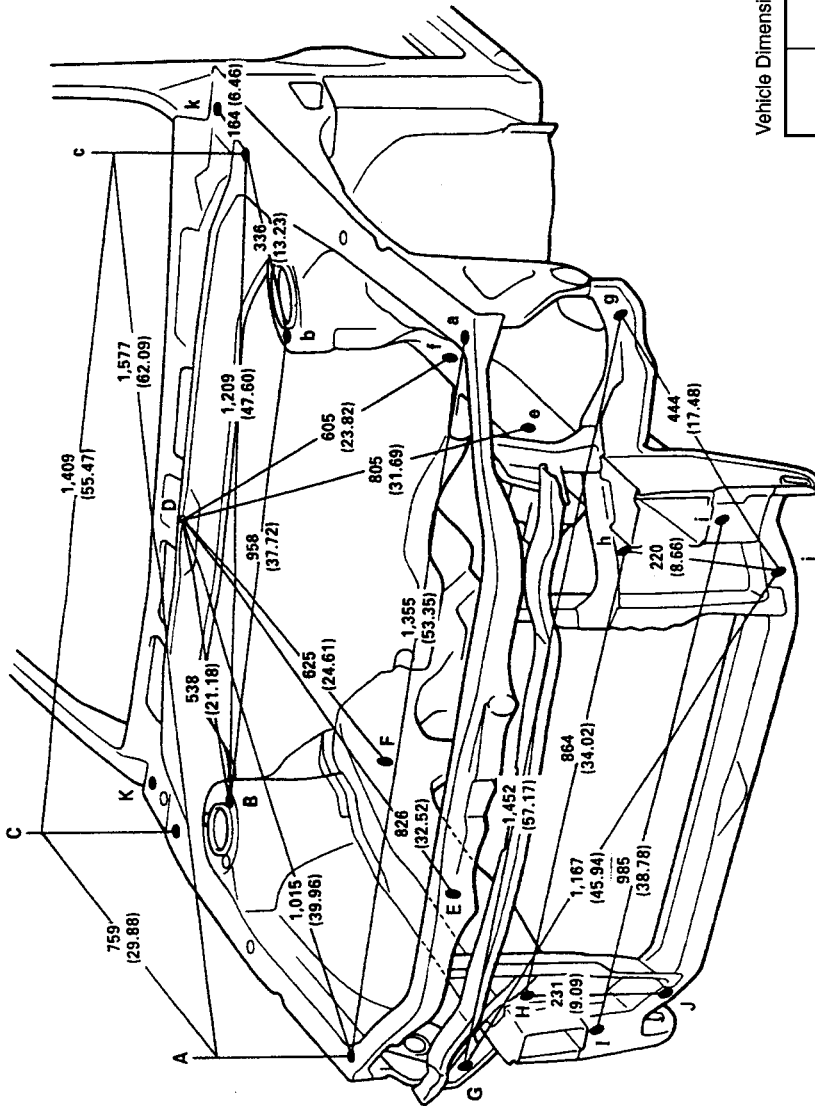 C
c
k
164 (6.46)
1,409
(55.47)
1,577
(62.09)
336
(13.23)
K
D
b
1,209
(47.60)
759
(29.88)
538
(21.18)
B
958
(37.72)
605
(23.82)
f
a
g
805
(31.69)
e
A
1,015
(39.96)
625
(24.61)
F
1,355
(53.35)
826
(32.52)
E
444
(17.48)
h
220
(8.66)
i
j
1,452
(57.17)
864
(34.02)
1,167
(45.94)
985
(38.78)
G
H
231
(9.09)
I
J
Vehicle Dimensi